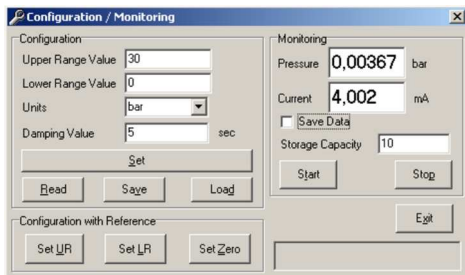 Configuration / Monitoring
Configuration
Upper Range Value 30
Lower Range Value 0
Units bar
Damping Value 5 sec
Set
Read Save Load
Configuration with Reference
Set UR Set LR Set Zero
Monitoring
Pressure 0,00367 bar
Current 4,002 mA
Save Data
Storage Capacity 10
Start Stop
Exit